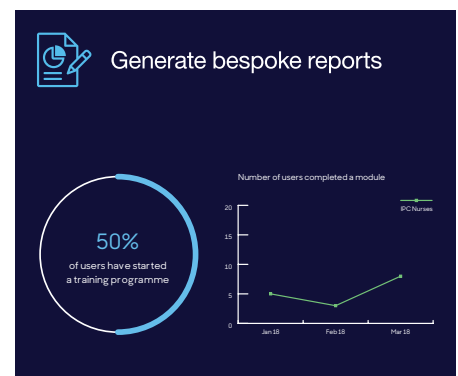 Generate bespoke reports
50%
of users have started
a training programme
Number of users completed a module
20
15
10
5
0
Jan 18
Feb 18
Mar 18
IPC Nurses